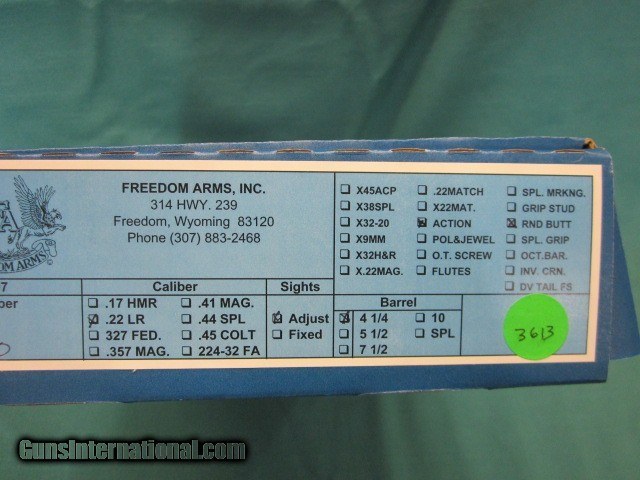 FREEDOM ARMS, INC.
314 HWY. 239
Freedom, Wyoming 83120
Phone (307) 883-2468
A
DOM ARMS
X45ACP .22MATCH SPL. MRKNG.
X38SPL X22MAT. GRIP STUD
X32-20 ACTION RND BUTT
X9MM POL&JEWEL SPL. GRIP
X32H&R O.T. SCREW OCT.BAR.
X.22MAG. FLUTES INV. CRN.
DV TAIL FS
7 Caliber Sights Barrel
.17 HMR .41 MAG.
.22 LR .44 SPL Adjust 4 1/4 10
327 FED. .45 COLT Fixed 5 1/2 SPL
.357 MAG. 224-32 FA 7 1/2
3613
GunsInternational.com